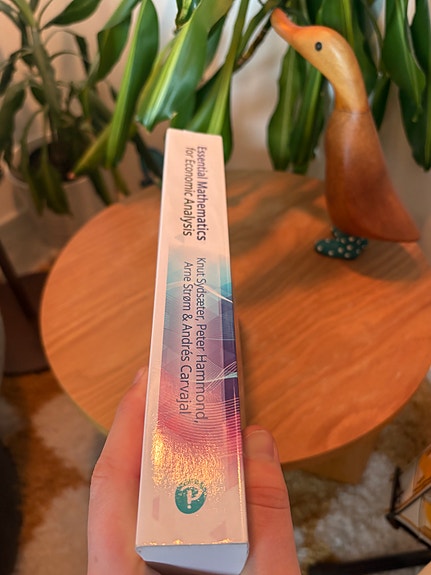 Essential Mathematics
for Economic Analysis
Knut Sydsæter, Peter Hammond,
Arne Strøm & Andrés Carvajal